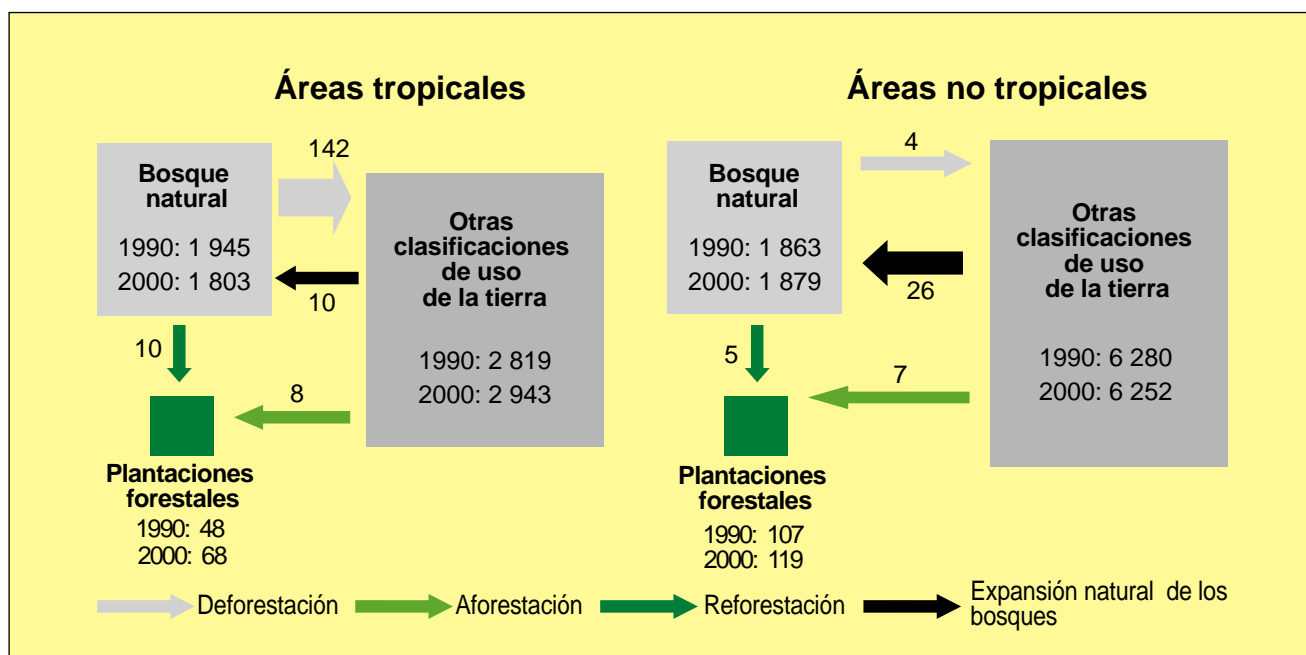 Áreas tropicales
142
Bosque
natural
1990: 1 945
2000: 1 803
10
Otras
clasificaciones
de uso
de la tierra
1990: 2 819
2000: 2 943
10
8
Plantaciones
forestales
1990: 48
2000: 68
Áreas no tropicales
4
Bosque
natural
1990: 1 863
2000: 1 879
26
Otras
clasificaciones
de uso
de la tierra
1990: 6 280
2000: 6 252
5
7
Plantaciones
forestales
1990: 107
2000: 119
Deforestación
Aforestación
Reforestación
Expansión natural de los
bosques